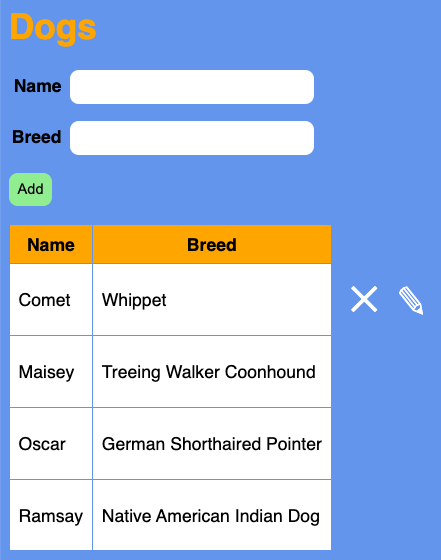 Dogs
Name
Breed
Add
Name Breed
Comet Whippet
Maisey Treeing Walker Coonhound
Oscar German Shorthaired Pointer
Ramsay Native American Indian Dog